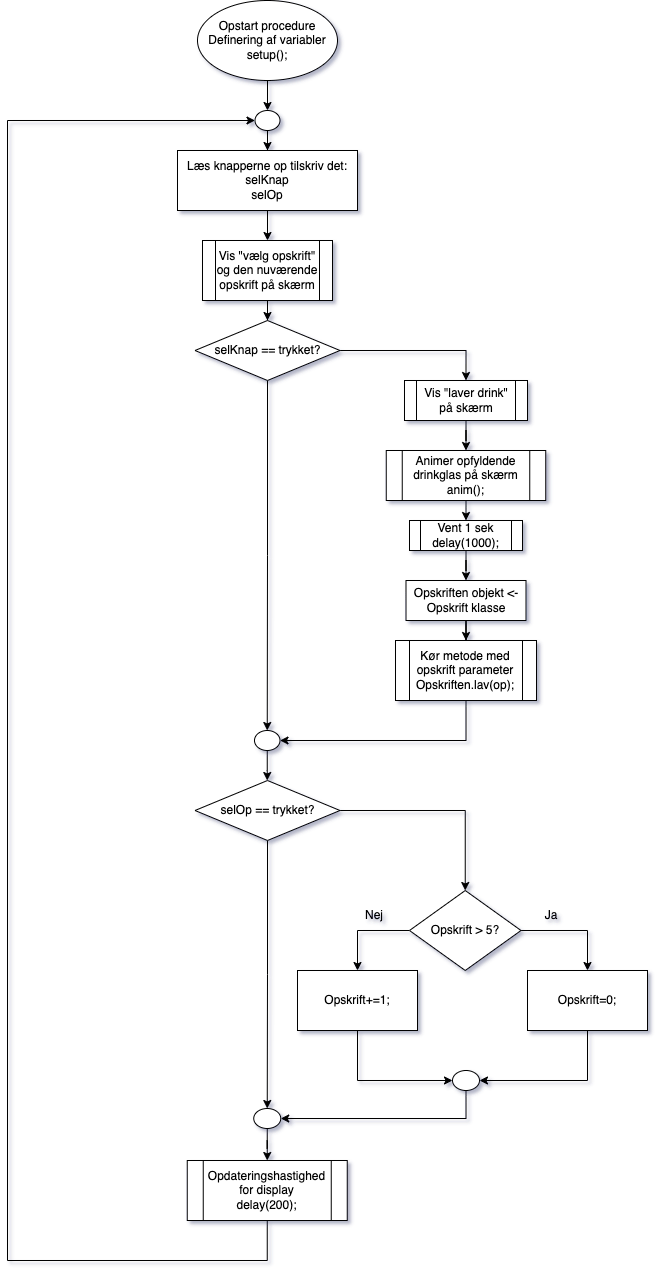 Opstart procedure
Definering af variabler
setup();
Læs knapperne op tilskriv det:
selKnap
selOp
Vis "vælg opskrift"
og den nuværende
opskrift på skærm
selKnap == trykket?
Vis "laver drink"
på skærm
Animer opfyldende
drinkglas på skærm
anim();
Vent 1 sek
delay(1000);
Opskriften objekt <-
Opskrift klasse
Kør metode med
opskrift parameter
Opskriften.lav(op);
selOp == trykket?
Opskrift > 5?
Nej
Ja
Opskrift+=1;
Opskrift=0;
Opdateringshastighed
for display
delay(200);